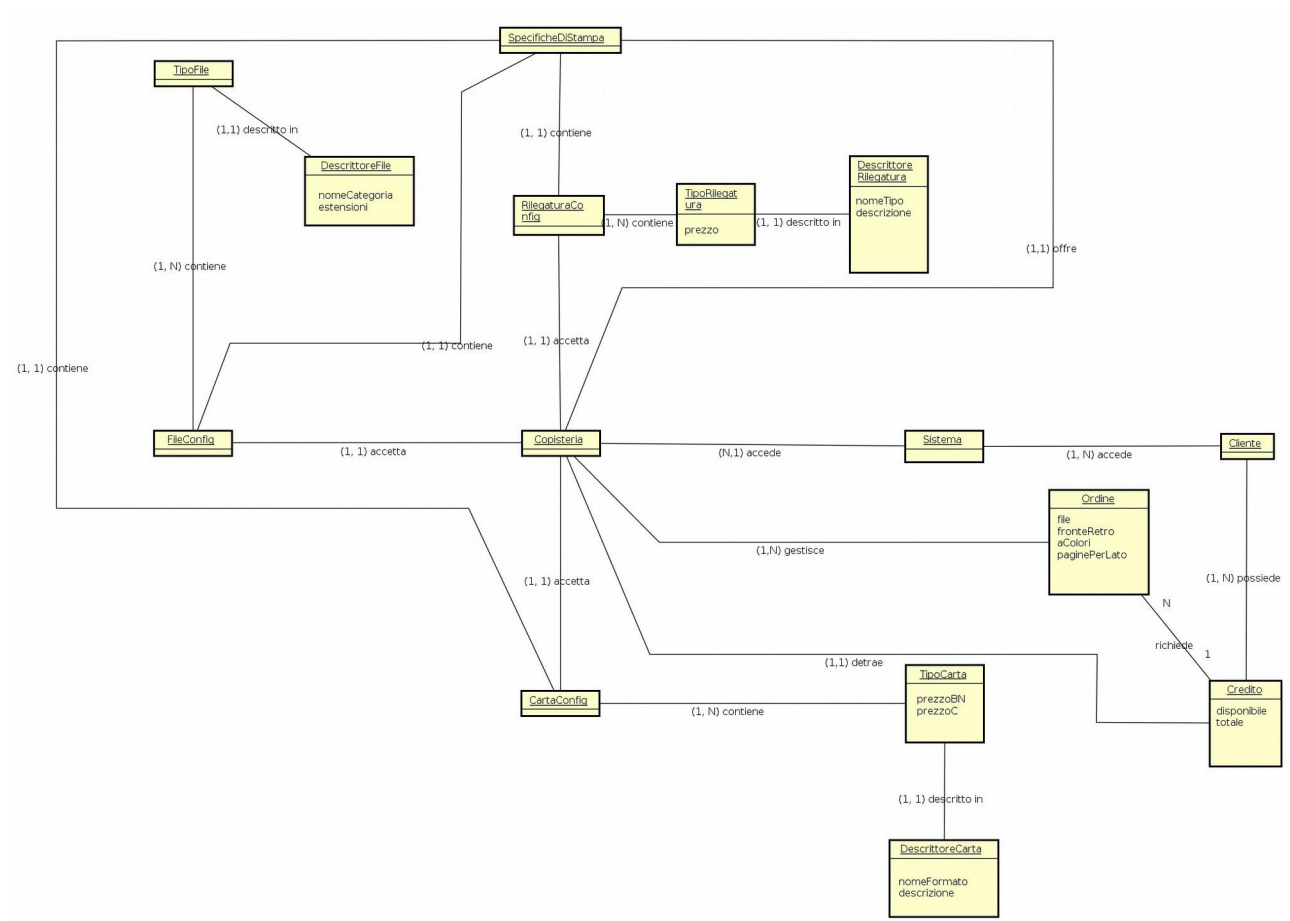 SpecificheDiStampa
TipoFile
(1,1) descritto in
(1, 1) contiene
DescrittoreFile
nomeCategoria
estensioni
Descrittore
Rilegatura
nomeTipo
descrizione
TipoRilegat
ura
prezzo
RilegaturaCo
nfig
(1, N) contiene
(1, 1) descritto in
(1,1) offre
(1, N) contiene
(1, 1) accetta
(1, 1) contiene
(1, 1) contiene
FileConfig
(1, 1) accetta
Copisteria
(N,1) accede
Sistema
(1, N) accede
Cliente
Ordine
file
fronteRetro
aColori
paginePerLato
(1,N) gestisce
(1, 1) accetta
(1, N) possiede
N
richiede
1
(1,1) detrae
TipoCarta
prezzoBN
prezzoC
Credito
disponibile
totale
CartaConfig
(1, N) contiene
(1, 1) descritto in
DescrittoreCarta
nomeFormato
descrizione